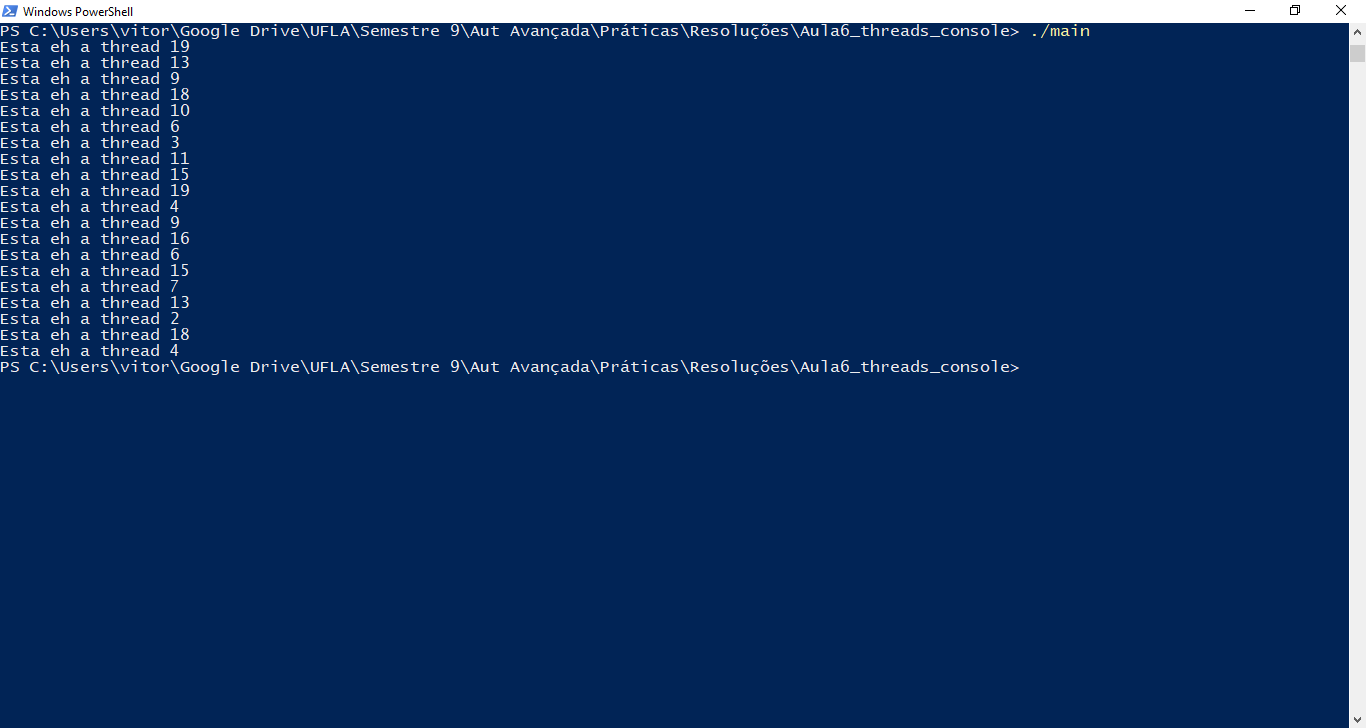 Windows PowerShell
PS C:\Users\vitor\Google Drive\UFLA\Semestre 9\Aut Avançada\Práticas\Resoluções\Aula6_threads_console> ./main
Esta eh a thread 19
Esta eh a thread 13
Esta eh a thread 9
Esta eh a thread 18
Esta eh a thread 10
Esta eh a thread 6
Esta eh a thread 3
Esta eh a thread 11
Esta eh a thread 15
Esta eh a thread 19
Esta eh a thread 4
Esta eh a thread 9
Esta eh a thread 16
Esta eh a thread 6
Esta eh a thread 15
Esta eh a thread 7
Esta eh a thread 13
Esta eh a thread 2
Esta eh a thread 18
Esta eh a thread 4
PS C:\Users\vitor\Google Drive\UFLA\Semestre 9\Aut Avançada\Práticas\Resoluções\Aula6_threads_console>